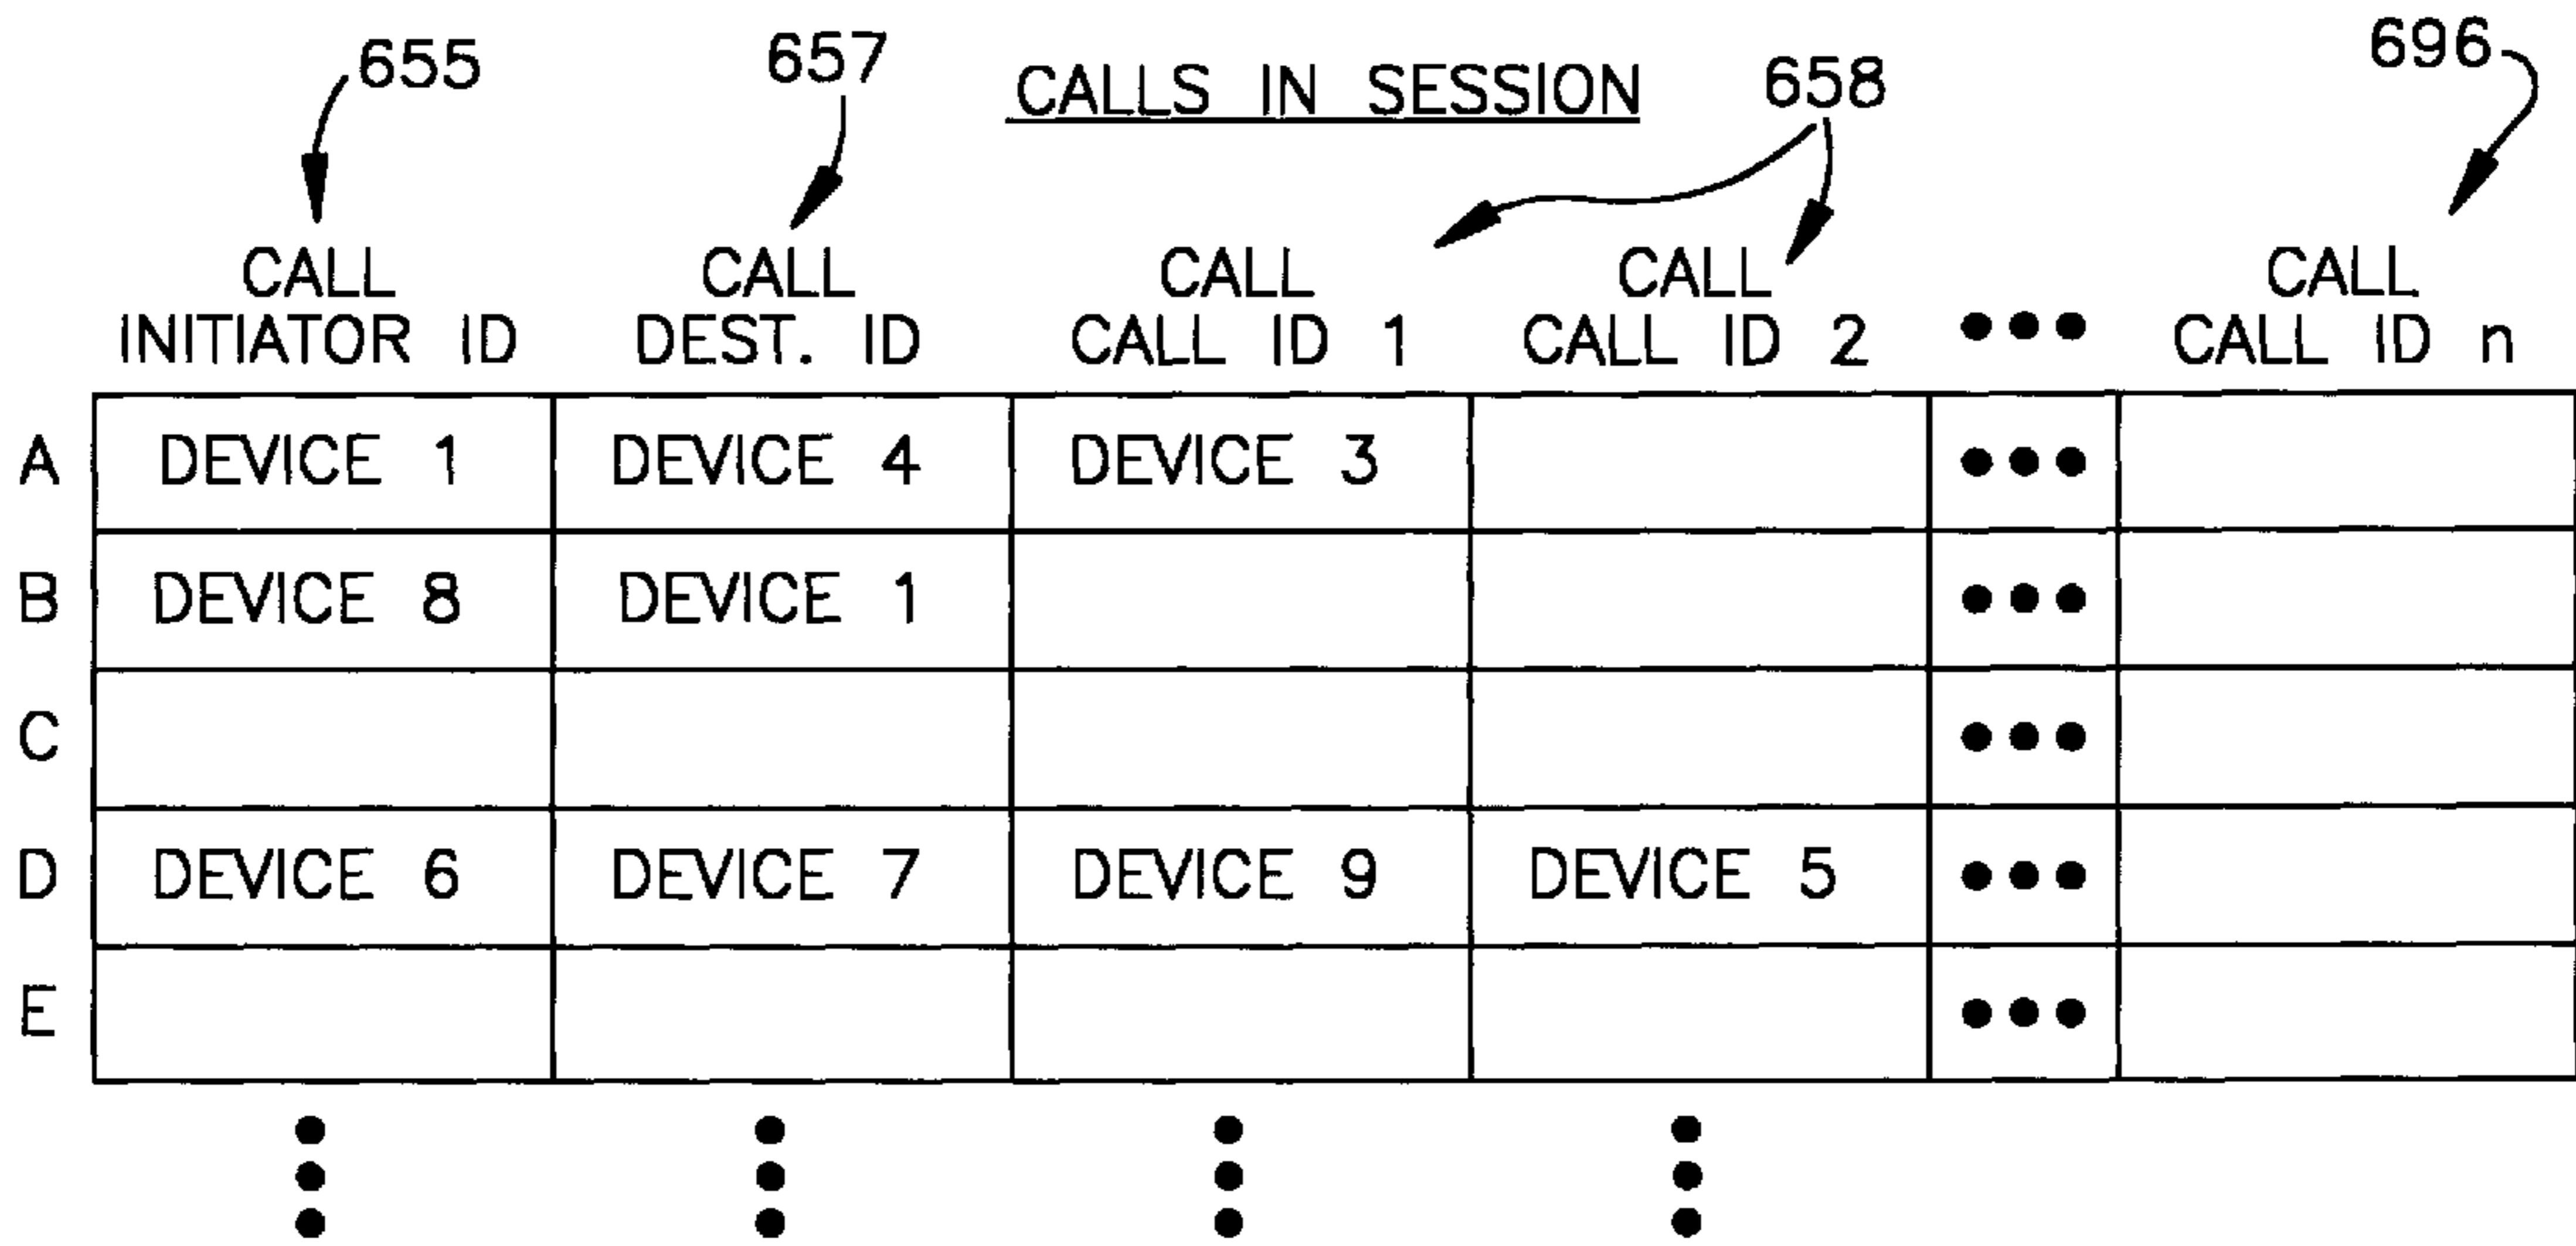 655 657 CALLS IN SESSION 658 696
CALL CALL CALL CALL CALL
INITIATOR ID DEST. ID CALL ID 1 CALL ID 2 ••• CALL ID n
A DEVICE 1 DEVICE 4 DEVICE 3 •••
B DEVICE 8 DEVICE 1 •••
C •••
D DEVICE 6 DEVICE 7 DEVICE 9 DEVICE 5 •••
E •••